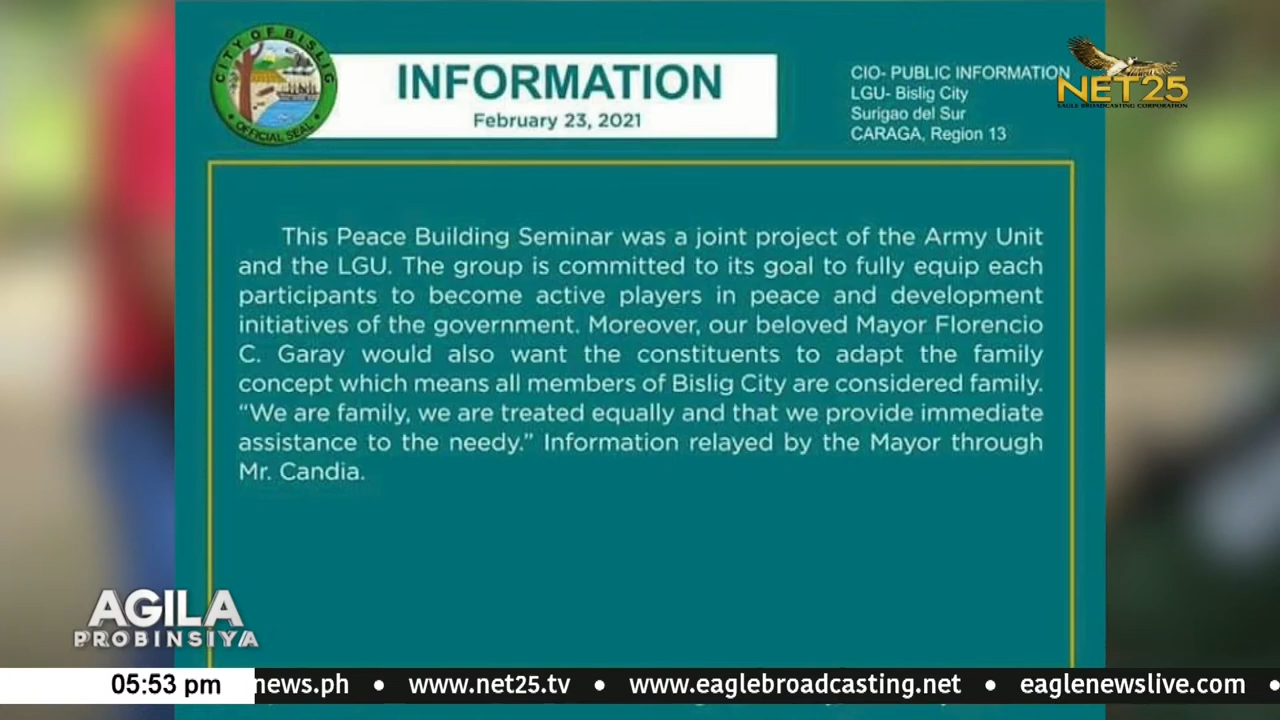 CITY OF BISLIG
OFFICIAL SEAL
INFORMATION
February 23, 2021
CIO- PUBLIC INFORMATION
LGU- Bislig City
Surigao del Sur
CARAGA, Region 13
NET25
EAGLE BROADCASTING CORPORATION
This Peace Building Seminar was a joint project of the Army Unit
and the LGU. The group is committed to its goal to fully equip each
participants to become active players in peace and development
initiatives of the government. Moreover, our beloved Mayor Florencio
C. Garay would also want the constituents to adapt the family
concept which means all members of Bislig City are considered family.
“We are family, we are treated equally and that we provide immediate
assistance to the needy.” Information relayed by the Mayor through
Mr. Candia.
AGILA
PROBINSIYA
05:53 pm news.ph • www.net25.tv • www.eaglebroadcasting.net • eaglenewslive.com •